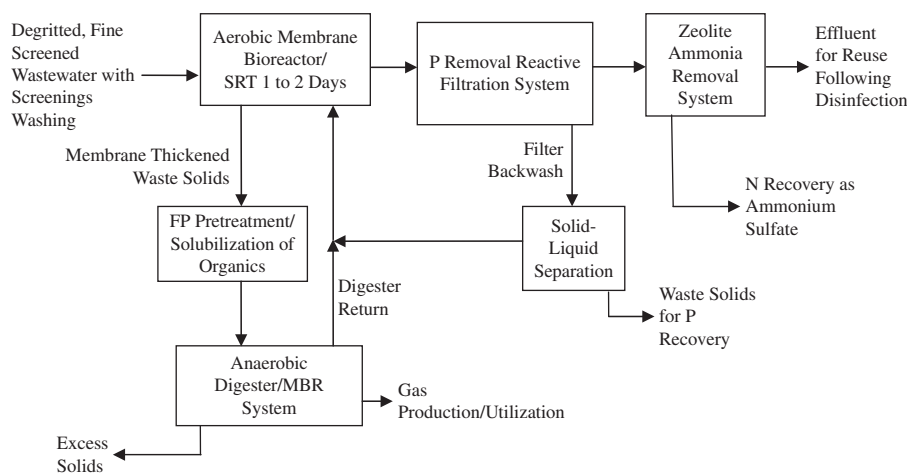 Degritted, Fine
Screened
Wastewater with
Screenings
Washing
Aerobic Membrane
Bioreactor/
SRT 1 to 2 Days
P Removal Reactive
Filtration System
Zeolite
Ammonia
Removal
System
Effluent
for Reuse
Following
Disinfection
Membrane Thickened
Waste Solids
Filter
Backwash
N Recovery as
Ammonium
Sulfate
FP Pretreatment/
Solubilization of
Organics
Solid-
Liquid
Separation
Digester
Return
Waste Solids
for P
Recovery
Anaerobic
Digester/MBR
System
Gas
Production/Utilization
Excess
Solids